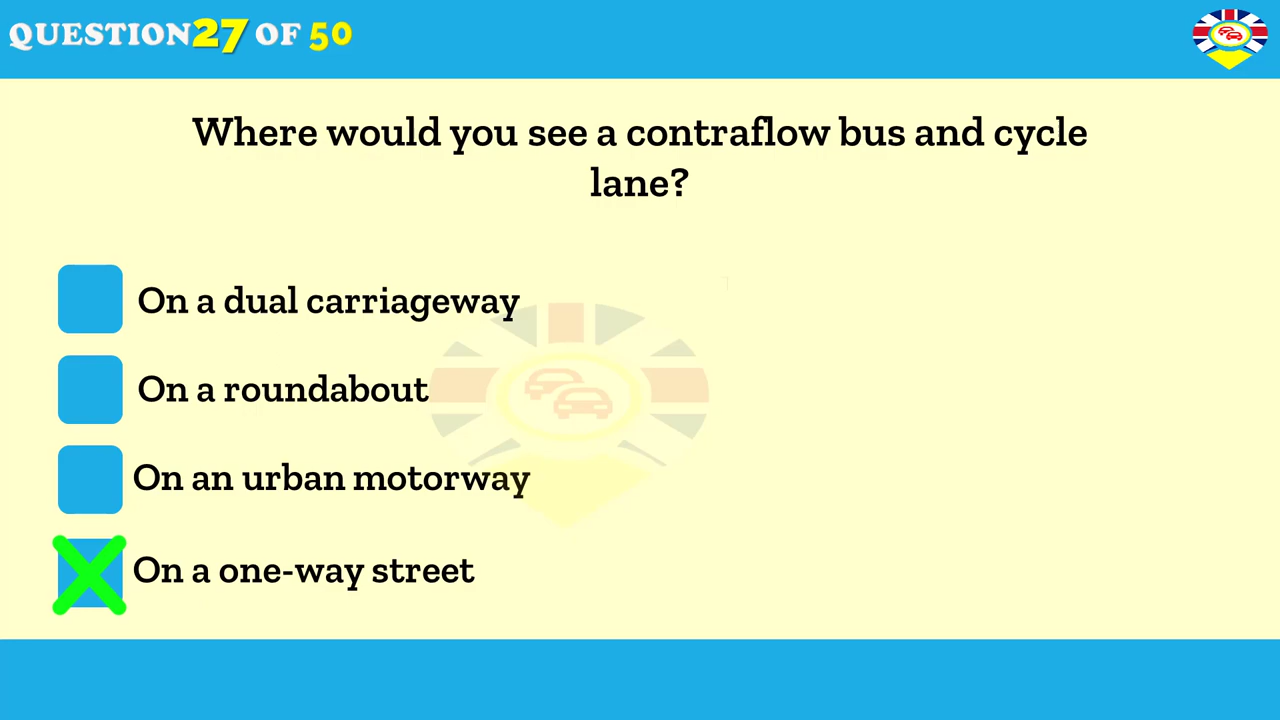 QUESTION 27 OF 50
Where would you see a contraflow bus and cycle
lane?
On a dual carriageway
On a roundabout
On an urban motorway
On a one-way street